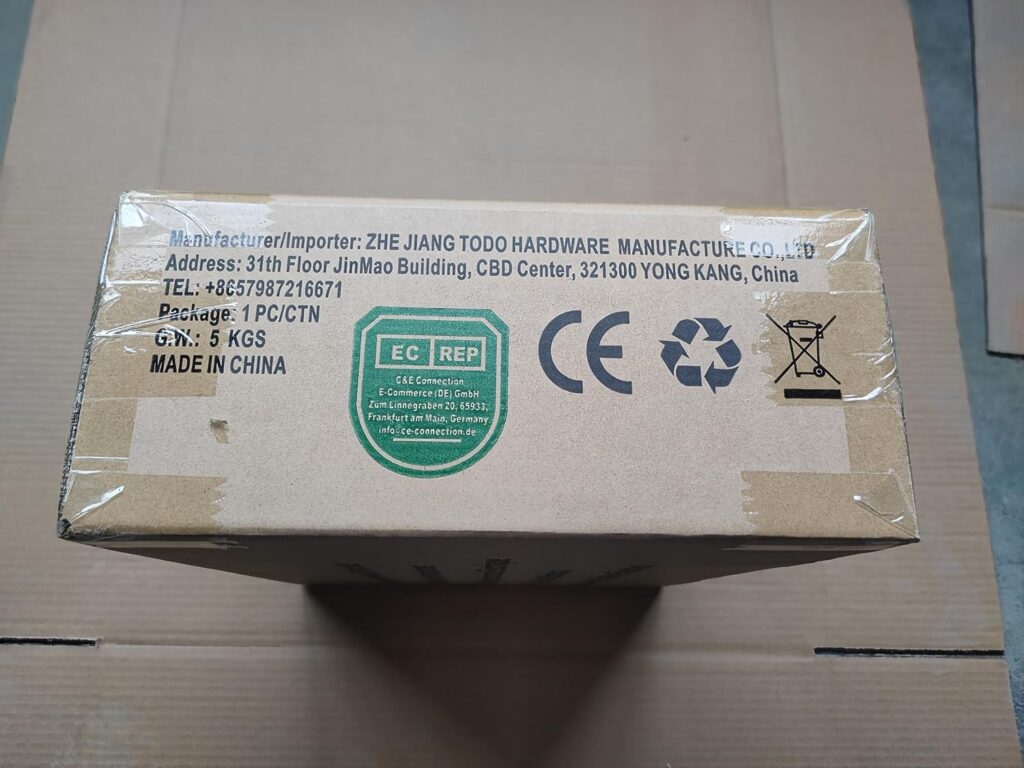 Manufacturer/Importer: ZHE JIANG TODO HARDWARE MANUFACTURE CO.,LTD
Address: 31th Floor JinMao Building, CBD Center, 321300 YONG KANG, China
TEL: +8657987216671
Package: 1 PC/CTN
G.W.: 5 KGS
MADE IN CHINA
EC REP
C&E Connection
E-Commerce (DE) GmbH
Zum Linnegraben 20, 65933,
Frankfurt am Main, Germany
info@ce-connection.de
CE